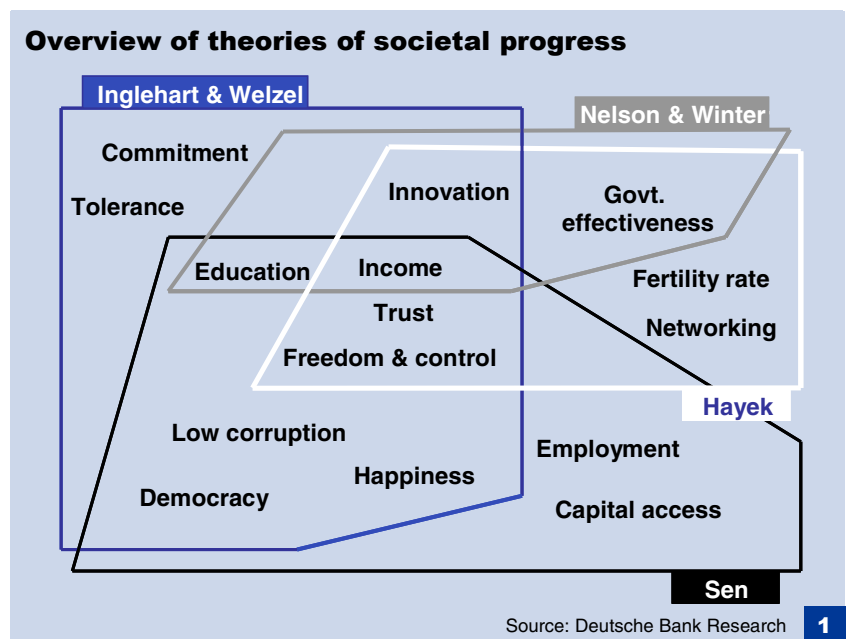 Overview of theories of societal progress
Inglehart & Welzel
Nelson & Winter
Commitment
Tolerance
Innovation
Govt.
effectiveness
Education
Income
Fertility rate
Trust
Networking
Freedom & control
Hayek
Low corruption
Employment
Happiness
Democracy
Capital access
Sen
Source: Deutsche Bank Research
1